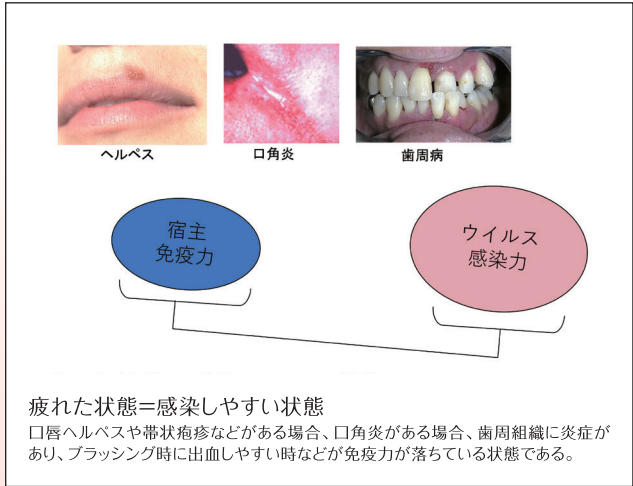 ヘルペス
口角炎
歯周病
宿主
免疫力
ウイルス
感染力
疲れた状態=感染しやすい状態
口唇ヘルペスや帯状疱疹などがある場合、口角炎がある場合、歯周組織に炎症が
あり、ブラッシング時に出血しやすい時などが免疫力が落ちている状態である。